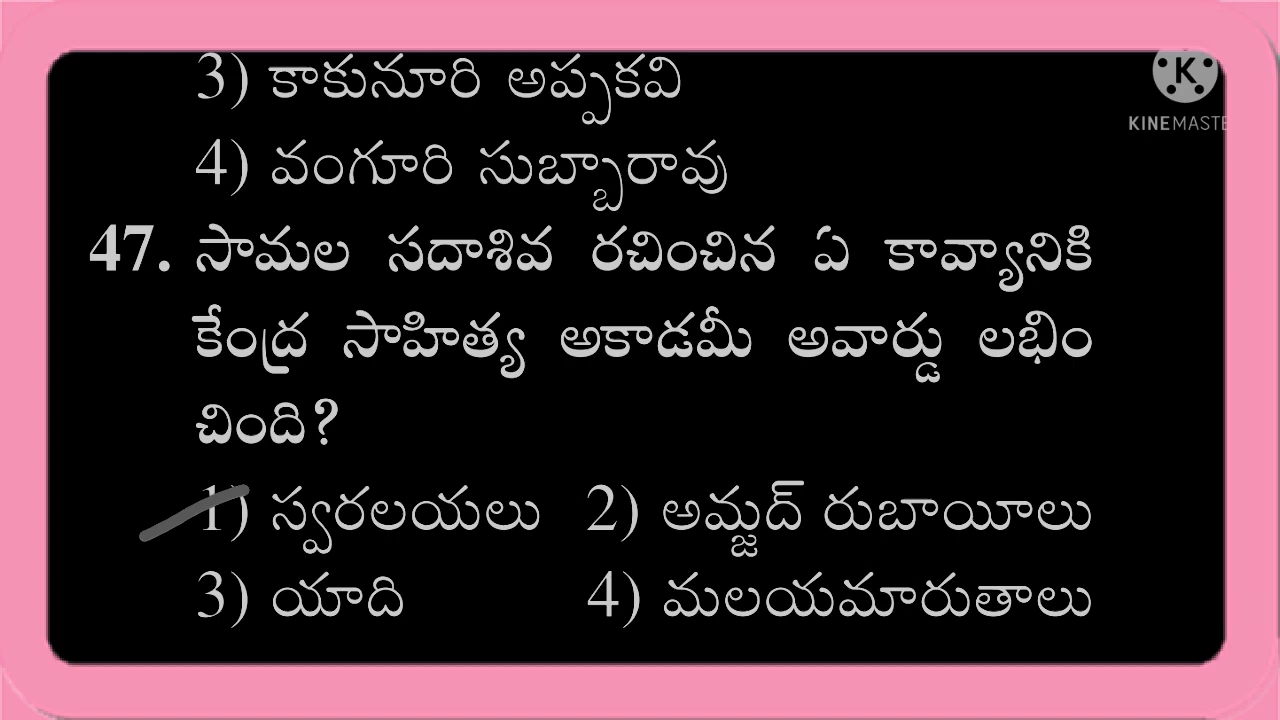 3) కాకునూరి అప్పకవి
4) వంగూరి సుబ్బారావు
47. సామల సదాశివ రచించిన ఏ కావ్యానికి
కేంద్ర సాహిత్య అకాడమీ అవార్డు లభిం
చింది?
1) స్వరలయలు 2) అమ్జద్ రుబాయీలు
3) యాది 4) మలయమారుతాలు
K
KINEMASTE